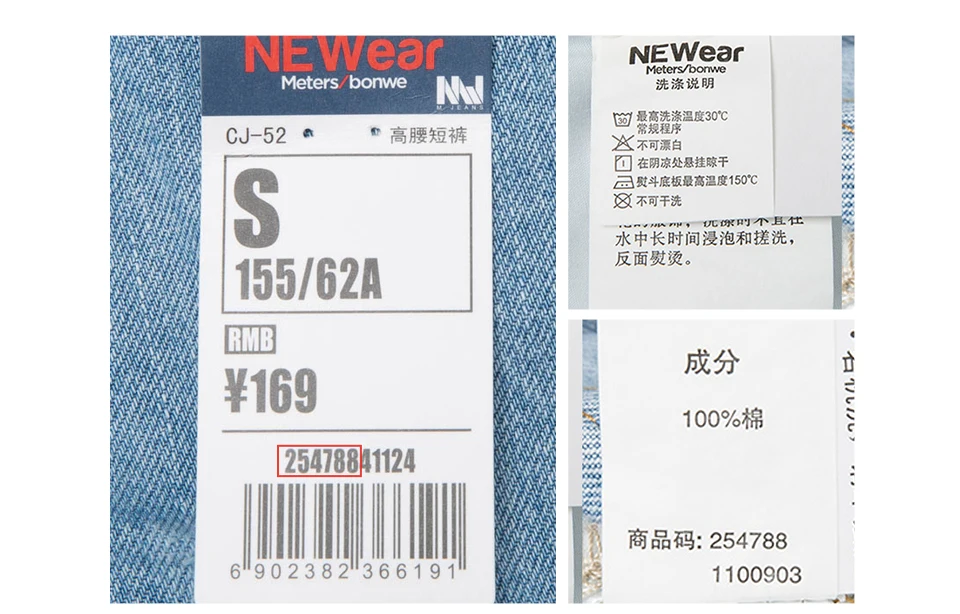 NEWear
Meters/bonwe
M JEANS
CJ-52
高腰短裤
S
155/62A
RMB
¥169
25478841124
6 902382 366191
NEWear
Meters/bonwe
洗涤说明
30
最高洗涤温度30℃
常规程序
不可漂白
在阴凉处悬挂晾干
熨斗底板最高温度150℃
不可干洗
水中长时间浸泡和搓洗，
反面熨烫。
成分
100%棉
商品码: 254788
1100903